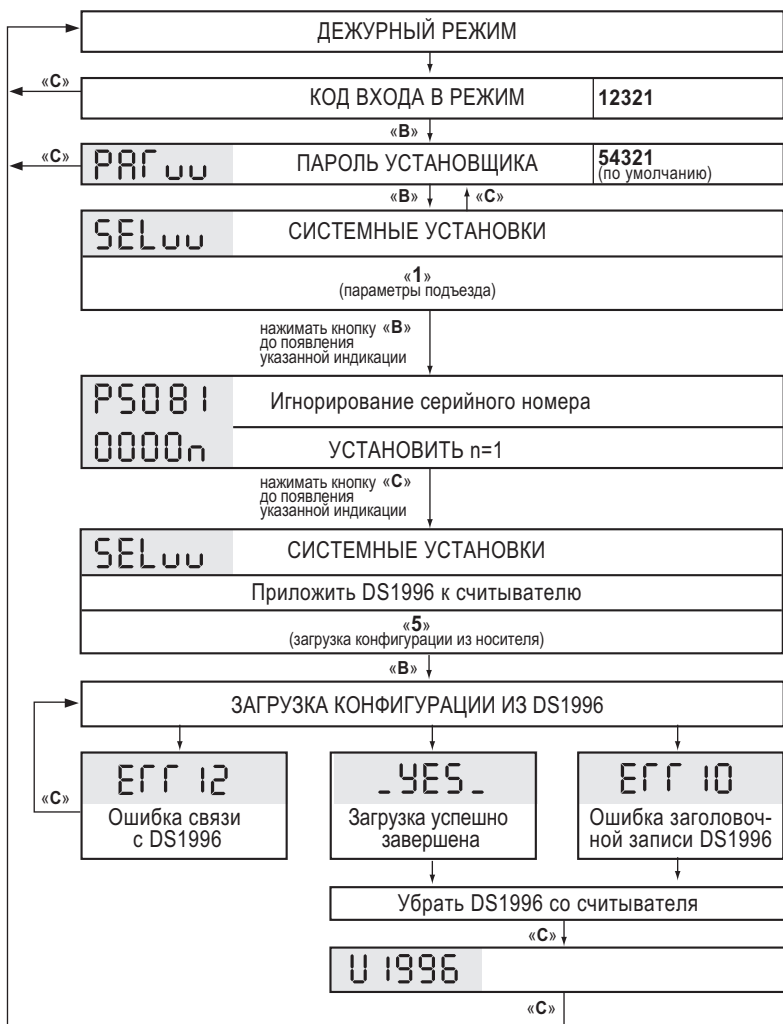 ДЕЖУРНЫЙ РЕЖИМ
«С»
КОД ВХОДА В РЕЖИМ 12321
«В»
«С»
PAГuu ПАРОЛЬ УСТАНОВЩИКА 54321
(по умолчанию)
«В» «С»
SELuu СИСТЕМНЫЕ УСТАНОВКИ
«1»
(параметры подъезда)
нажимать кнопку «В»
до появления
указанной индикации
PS081 Игнорирование серийного номера
0000n УСТАНОВИТЬ n=1
нажимать кнопку «С»
до появления
указанной индикации
SELuu СИСТЕМНЫЕ УСТАНОВКИ
Приложить DS1996 к считывателю
«5»
(загрузка конфигурации из носителя)
«В»
ЗАГРУЗКА КОНФИГУРАЦИИ ИЗ DS1996
«С»
EГГ 12
Ошибка связи
с DS1996
_YES_
Загрузка успешно
завершена
EГГ 10
Ошибка заголовоч-
ной записи DS1996
Убрать DS1996 со считывателя
«С»
U 1996
«С»